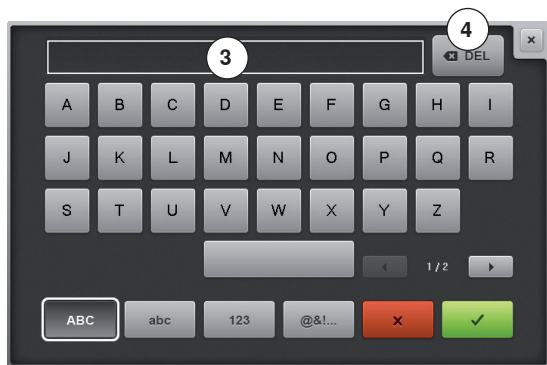 4
3
DEL
A B C D E F G H I
J K L M N O P Q R
S T U V W X Y Z
1/2
ABC abc 123 @&!...